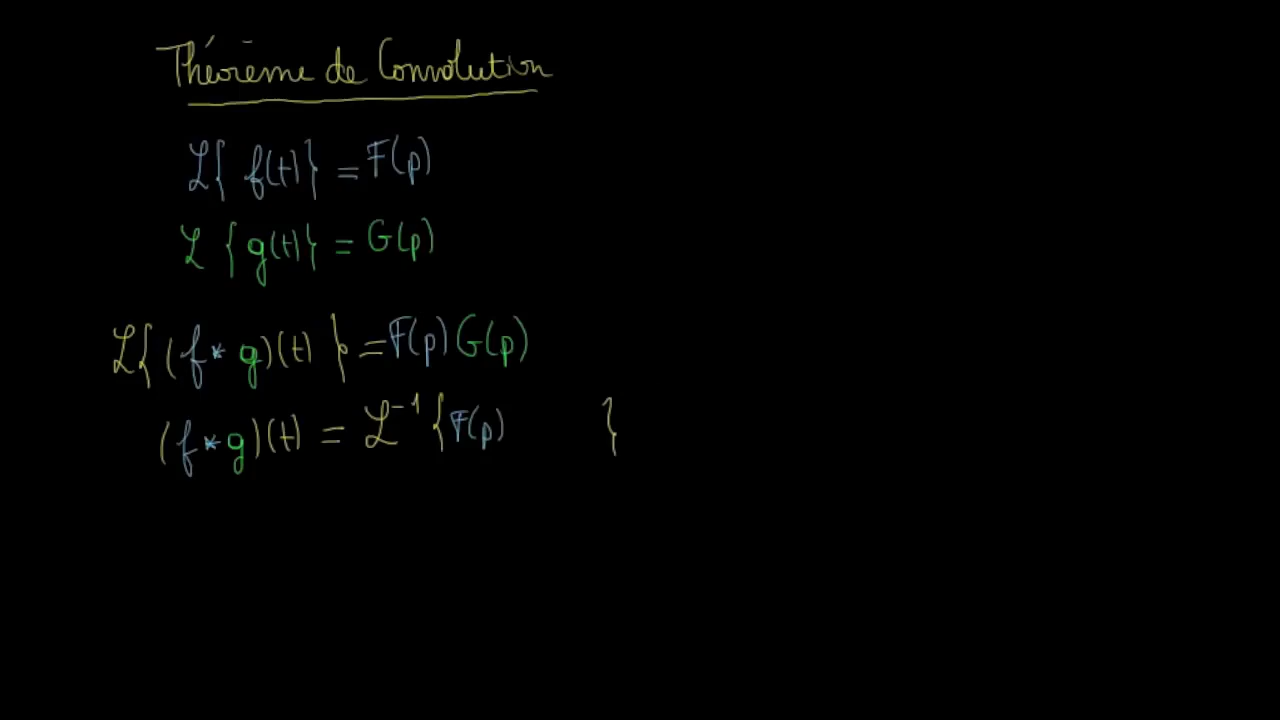 Théorème de Convolution
ℒ{ f(t)} = F(p)
ℒ {g(t)} = G(p)
ℒ{(f * g)(t)} = F(p) G(p)
(f * g)(t) = ℒ⁻¹ {F(p) }